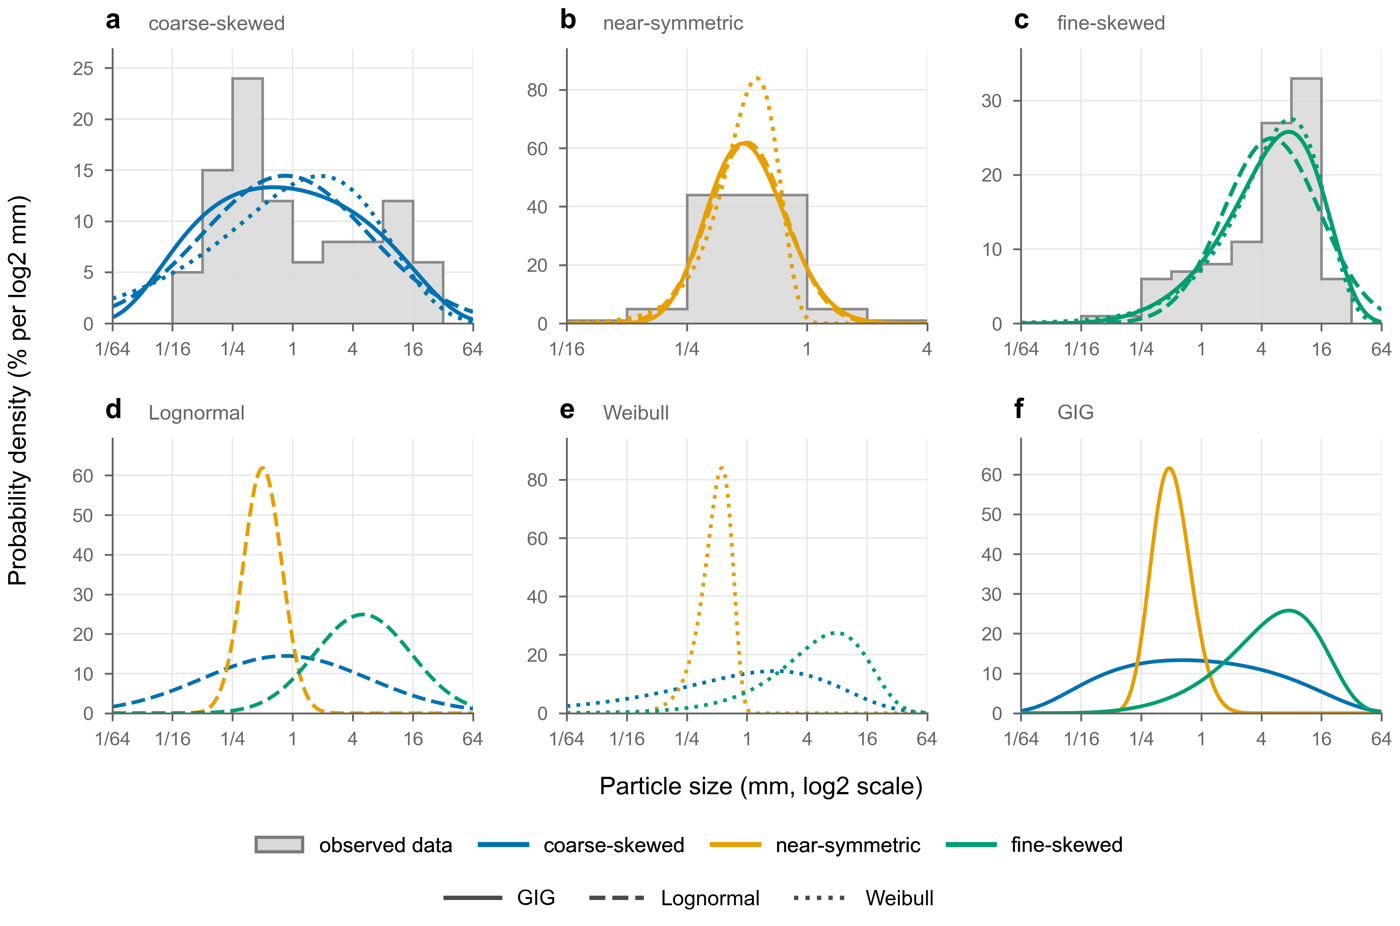 a coarse-skewed
b near-symmetric
c fine-skewed
25
20
15
10
5
0
1/64 1/16 1/4 1 4 16 64
80
60
40
20
0
1/16 1/4 1 4
30
20
10
0
1/64 1/16 1/4 1 4 16 64
Probability density (% per log2 mm)
d Lognormal
e Weibull
f GIG
60
50
40
30
20
10
0
1/64 1/16 1/4 1 4 16 64
80
60
40
20
0
1/64 1/16 1/4 1 4 16 64
60
50
40
30
20
10
0
1/64 1/16 1/4 1 4 16 64
Particle size (mm, log2 scale)
observed data coarse-skewed near-symmetric fine-skewed
GIG Lognormal Weibull